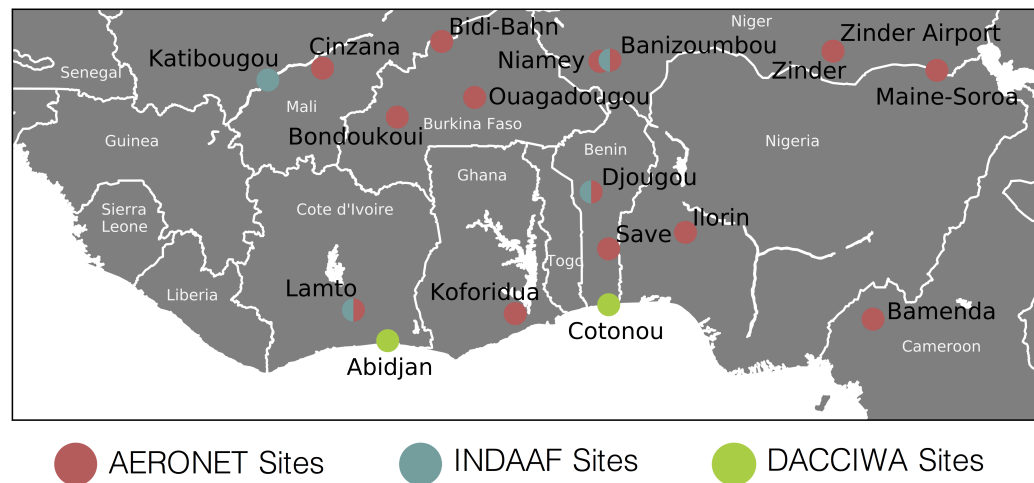 Niger
Bidi-Bahn
Zinder Airport
Cinzana
Banizoumbou
Katibougou
Niamey
Zinder
Senegal
Maine-Soroa
Ouagadougou
Mali
Burkina Faso
Bondoukoui
Guinea
Benin
Nigeria
Ghana
Djougou
Sierra
Leone
Cote d'Ivoire
Ilorin
Save
Togo
Liberia
Lamto
Koforidua
Bamenda
Cotonou
Cameroon
Abidjan
AERONET Sites
INDAAF Sites
DACCIWA Sites